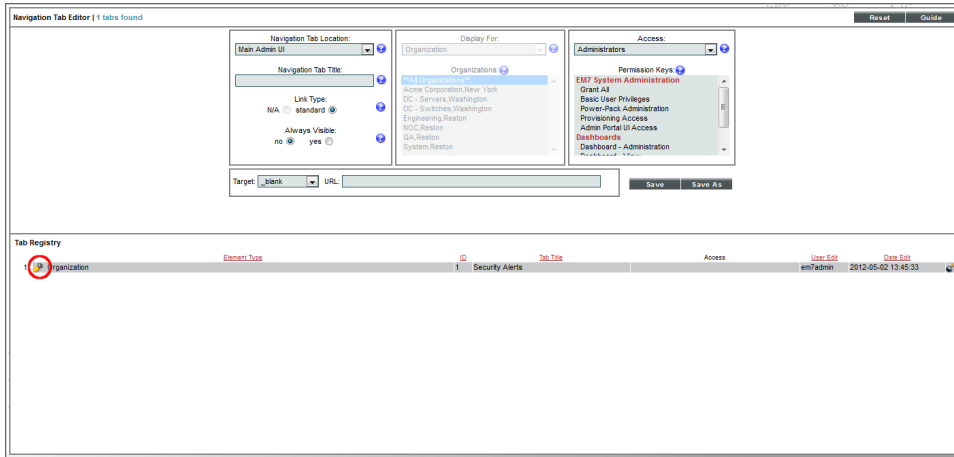 Navigation Tab Editor | 1 tabs found
Reset
Guide
Navigation Tab Location:
Main Admin UI
Navigation Tab Title:
Link Type:
N/A standard
Always Visible:
no yes
Display For:
Organization
Organizations:
**All Organizations**
Acme Corporation,New York
DC - Servers,Washington
DC - Switches,Washington
Engineering,Reston
NOC,Reston
QA,Reston
System,Reston
Access:
Administrators
Permission Keys:
EM7 System Administration
Grant All
Basic User Privileges
Power-Pack Administration
Provisioning Access
Admin Portal UI Access
Dashboards
Dashboard - Administration
Dashboard - View
Target: _blank URL:
Save
Save As
Tab Registry
Element Type ID Tab Title Access User Edit Date Edit
1. Organization 1 Security Alerts em7admin 2012-05-02 13:45:33